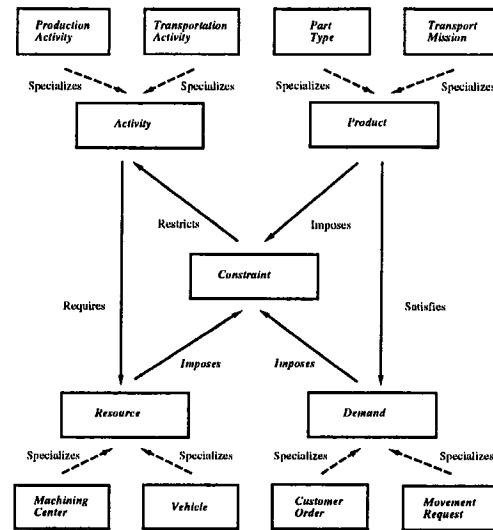 Production
Activity
Transportation
Activity
Part
Type
Transport
Mission
Specializes
Specializes
Specializes
Specializes
Activity
Product
Restricts
Imposes
Constraint
Requires
Satisfies
Imposes
Imposes
Resource
Demand
Specializes
Specializes
Specializes
Specializes
Machining
Center
Vehicle
Customer
Order
Movement
Request